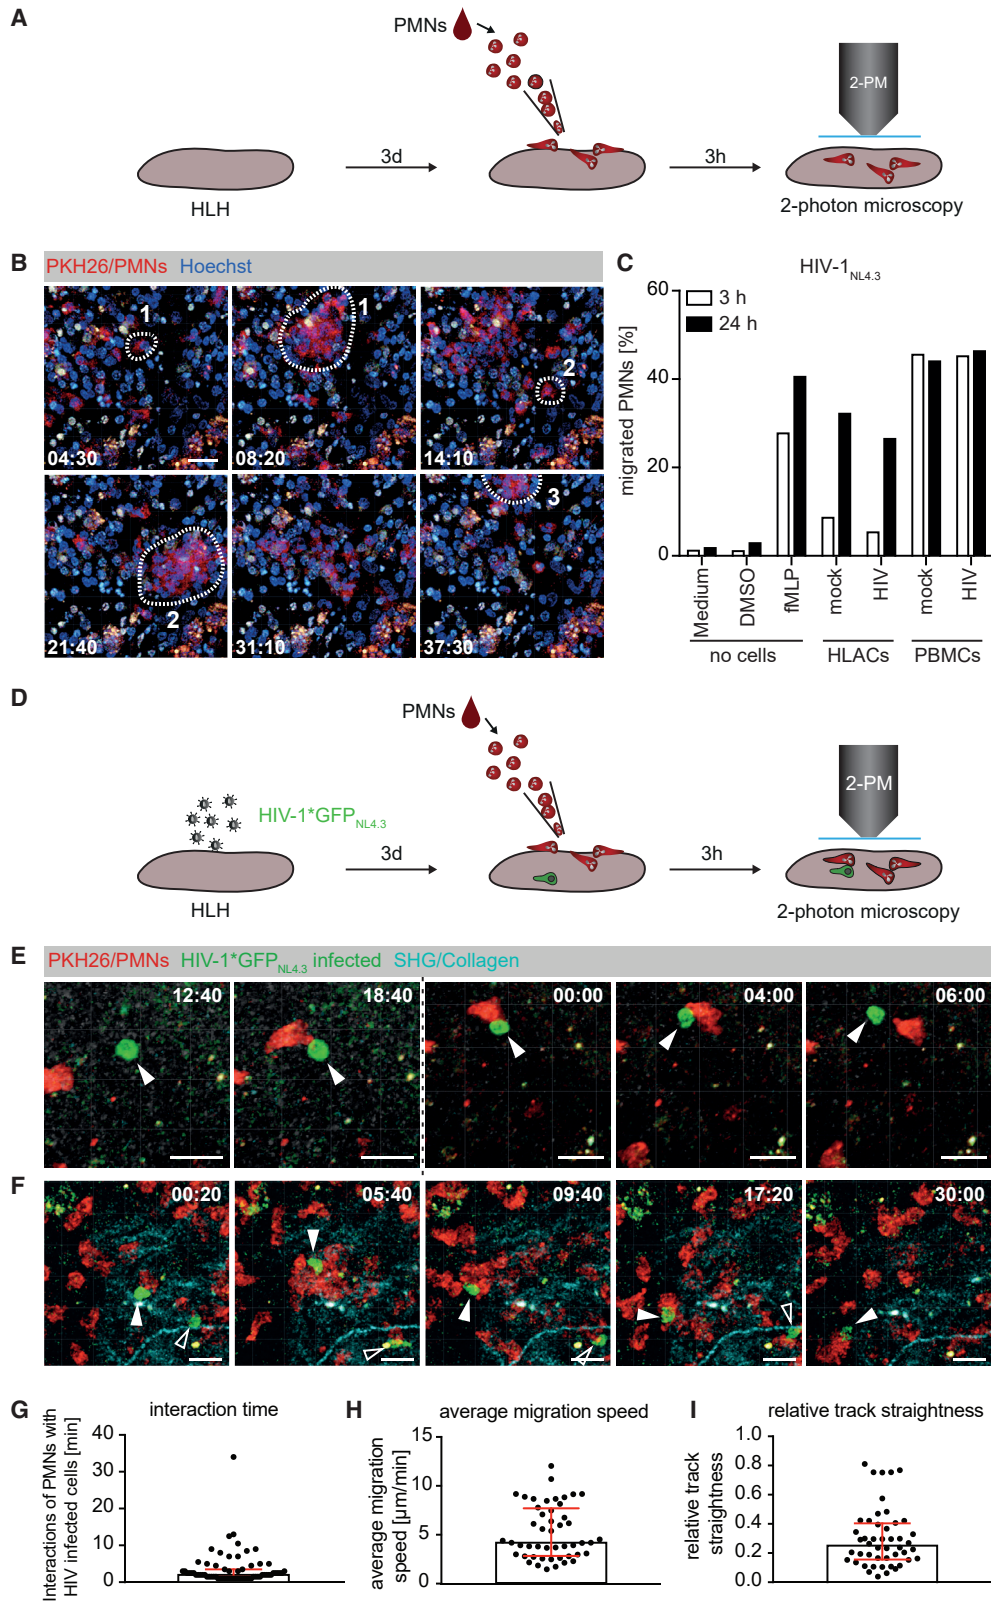 A
PMNs
2-PM
3d
3h
HLH
2-photon microscopy
B
PKH26/PMNs Hoechst
1
04:30
1
08:20
2
14:10
2
21:40
31:10
3
37:30
C
HIV-1NL4.3
3 h
24 h
migrated PMNs [%]
60
40
20
0
Medium
DMSO
fMLP
mock
HIV
mock
HIV
no cells
HLACs
PBMCs
D
PMNs
2-PM
HIV-1*GFPNL4.3
3d
3h
HLH
2-photon microscopy
E
PKH26/PMNs HIV-1*GFPNL4.3 infected SHG/Collagen
12:40
18:40
00:00
04:00
06:00
F
00:20
05:40
09:40
17:20
30:00
G
interaction time
Interactions of PMNs with
HIV infected cells [min]
40
30
20
10
0
H
average migration speed
average migration
speed [µm/min]
15
10
5
0
I
relative track straightness
relative track
straightness
1.0
0.8
0.6
0.4
0.2
0.0